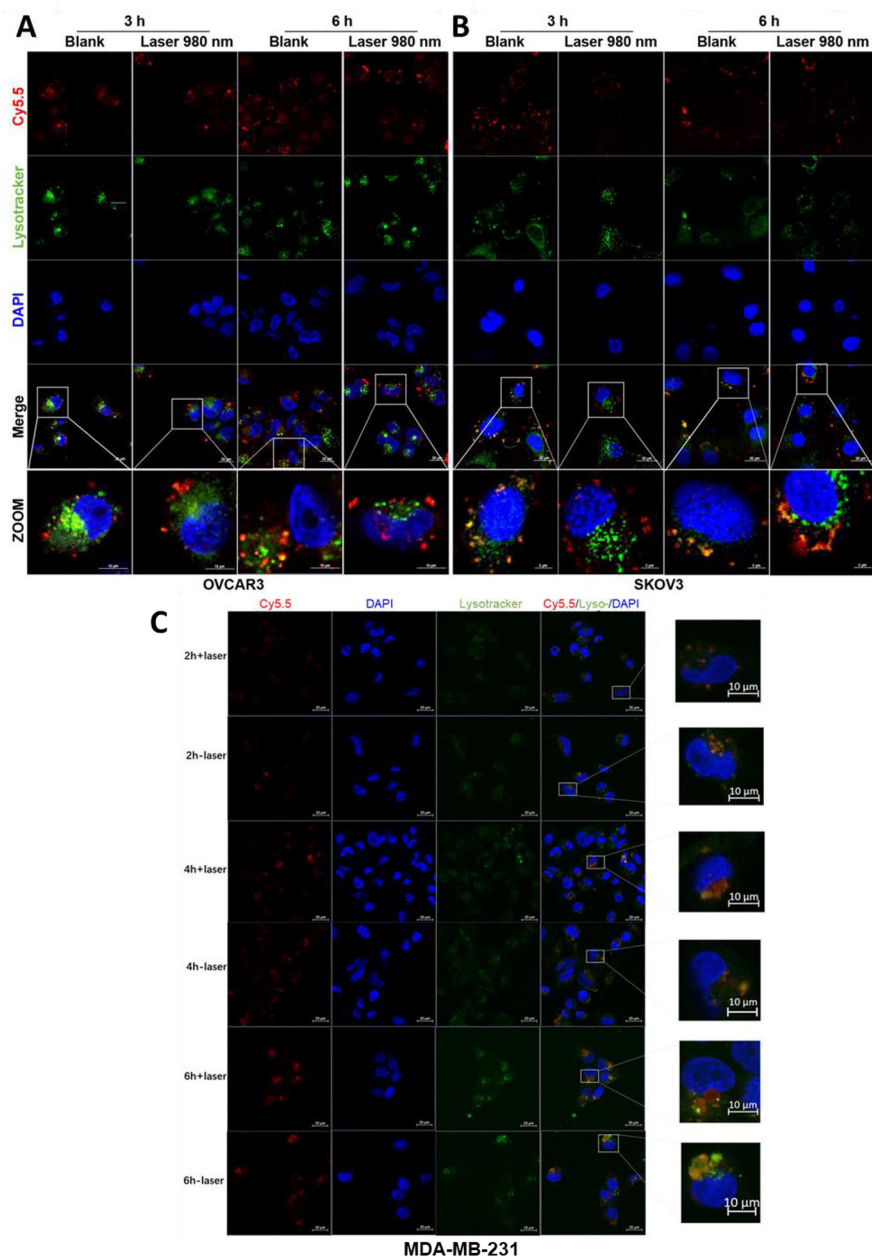 A
3 h
6 h
Blank
Laser 980 nm
Blank
Laser 980 nm
B
3 h
6 h
Blank
Laser 980 nm
Blank
Laser 980 nm
Cy5.5
Lysotracker
DAPI
Merge
ZOOM
OVCAR3
SKOV3
C
Cy5.5
DAPI
Lysotracker
Cy5.5/Lyso-/DAPI
2h+laser
10 µm
2h-laser
10 µm
4h+laser
10 µm
4h-laser
10 µm
6h+laser
10 µm
6h-laser
10 µm
MDA-MB-231